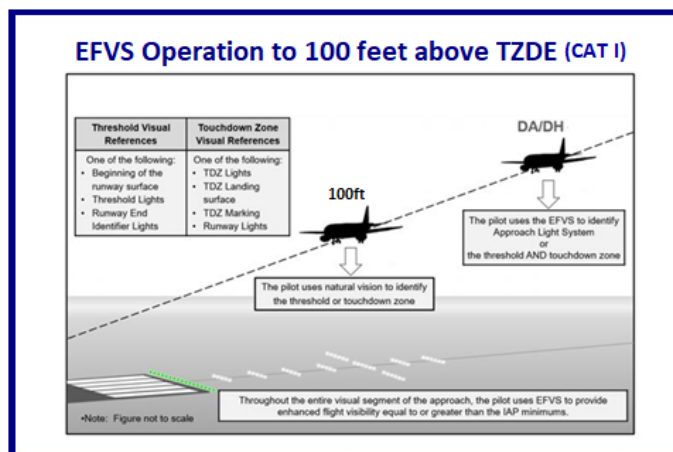 EFVS Operation to 100 feet above TZDE (CAT I)
Threshold Visual
References
One of the following:
• Beginning of the
runway surface
• Threshold Lights
• Runway End
Identifier Lights
Touchdown Zone
Visual References
One of the following:
• TDZ Lights
• TDZ Landing
surface
• TDZ Marking
• Runway Lights
DA/DH
100ft
The pilot uses the EFVS to identify
Approach Light System
or
the threshold AND touchdown zone
The pilot uses natural vision to identify
the threshold or touchdown zone
Throughout the entire visual segment of the approach, the pilot uses EFVS to provide
enhanced flight visibility equal to or greater than the IAP minimums.
•Note: Figure not to scale